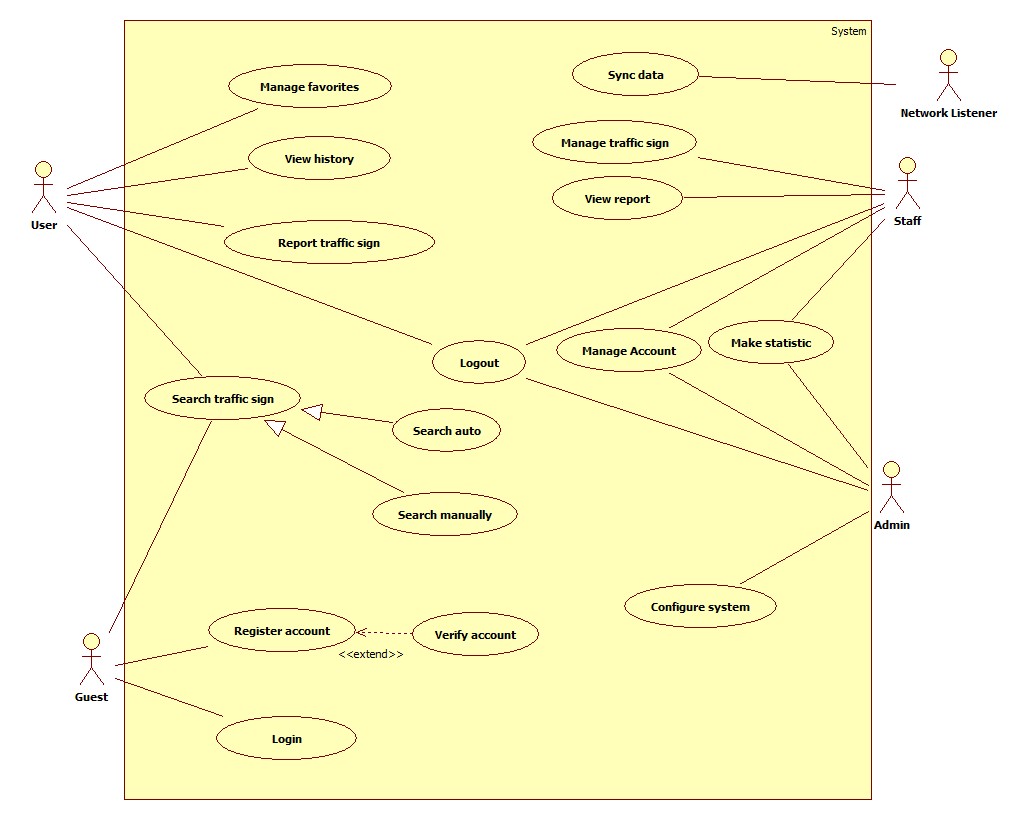 System
Manage favorites
Sync data
Network Listener
Manage traffic sign
View history
View report
User
Staff
Report traffic sign
Make statistic
Manage Account
Logout
Search traffic sign
Search auto
Search manually
Admin
Configure system
Register account
Verify account
<<extend>>
Guest
Login